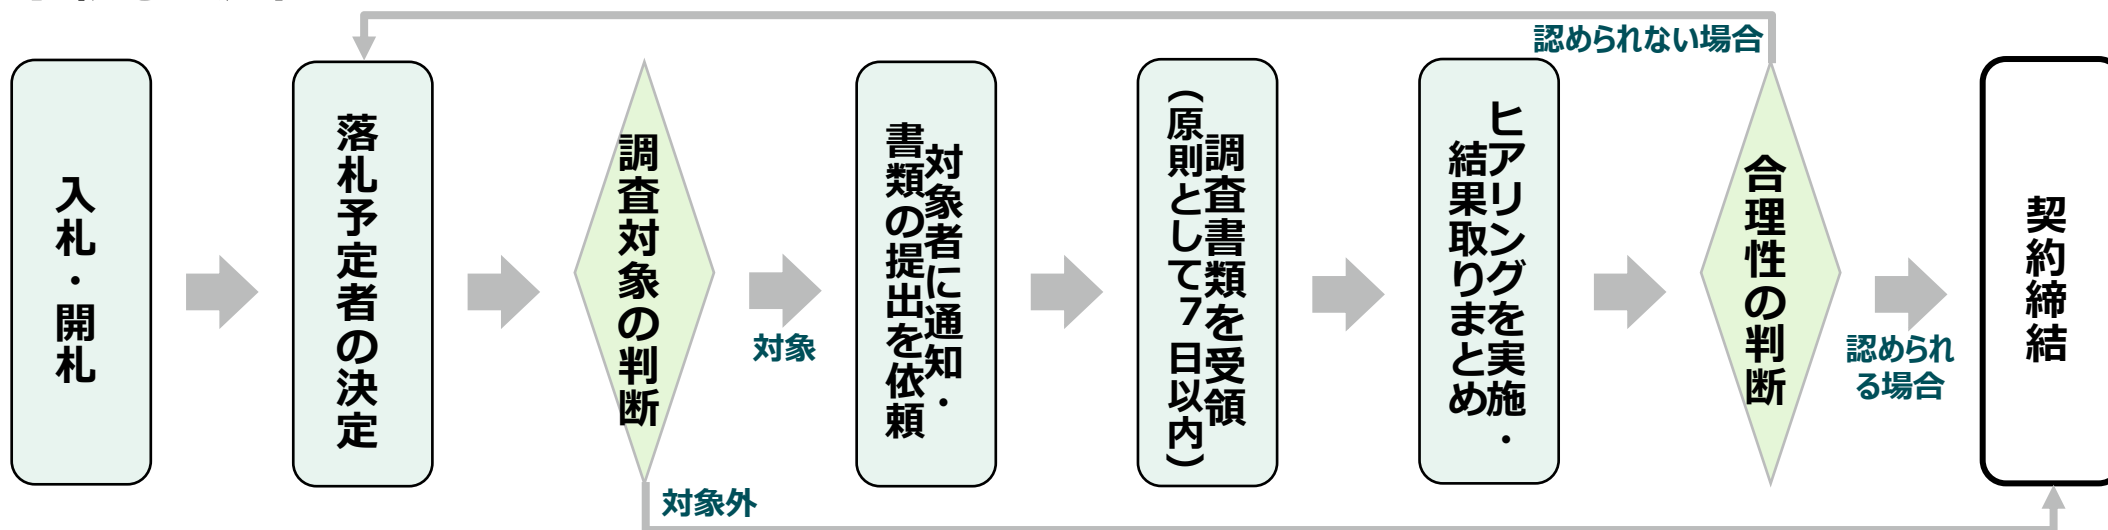 入札・開札
落札予定者の決定
調査対象の判断
対象
対象外
対象者に通知・
書類の提出を依頼
調査書類を受領
（原則として７日以内）
ヒアリングを実施・
結果取りまとめ
合理性の判断
認められない場合
認められ
る場合
契約締結